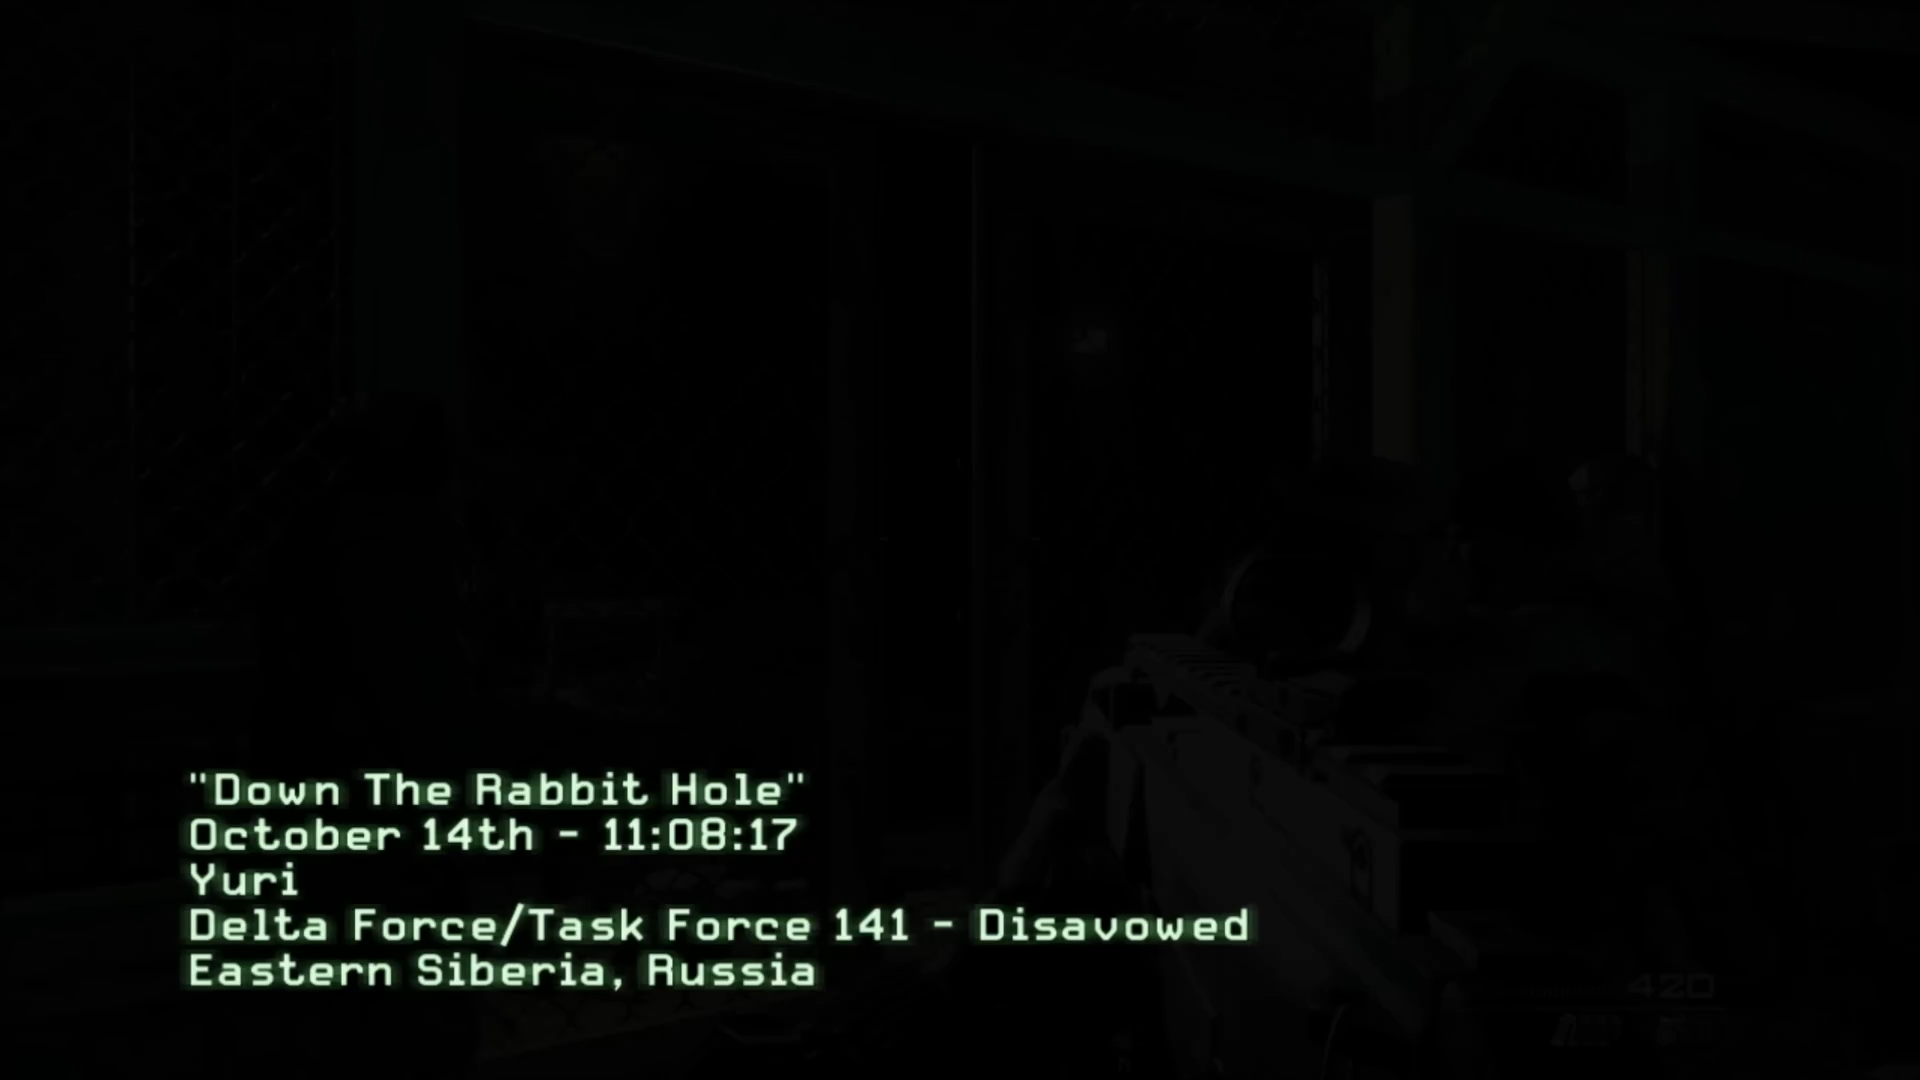 "Down The Rabbit Hole"
October 14th - 11:08:17
Yuri
Delta Force/Task Force 141 - Disavowed
Eastern Siberia, Russia
420